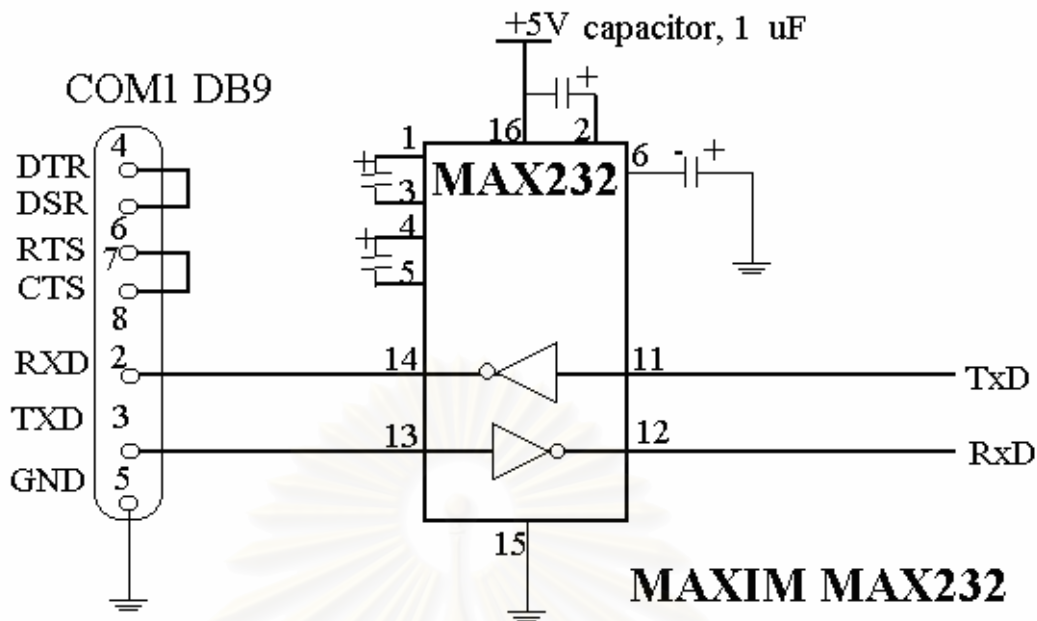 +5V capacitor, 1 uF
COM1 DB9
+
1
16
2
4
DTR
DSR
6
RTS
7
CTS
8
+
3
MAX232
6
- +
4
+
5
RXD
2
14
11
TxD
TXD
3
13
12
RxD
GND
5
15
MAXIM MAX232